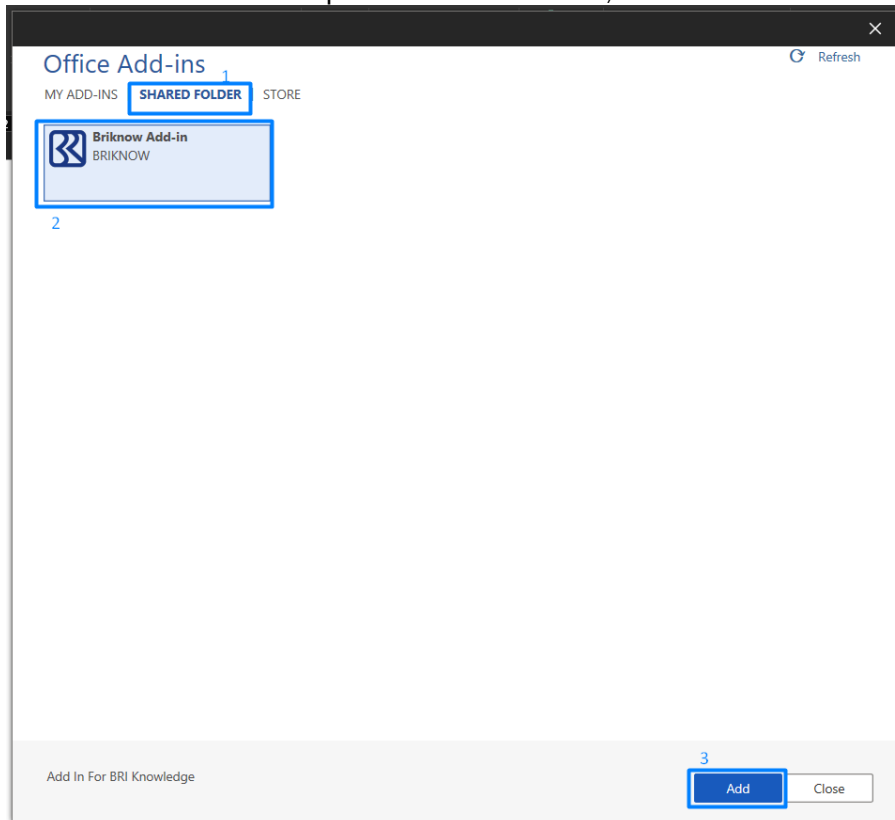 Office Add-ins
Refresh
1
MY ADD-INS SHARED FOLDER STORE
Briknow Add-in
BRIKNOW
2
3
Add In For BRI Knowledge
Add Close